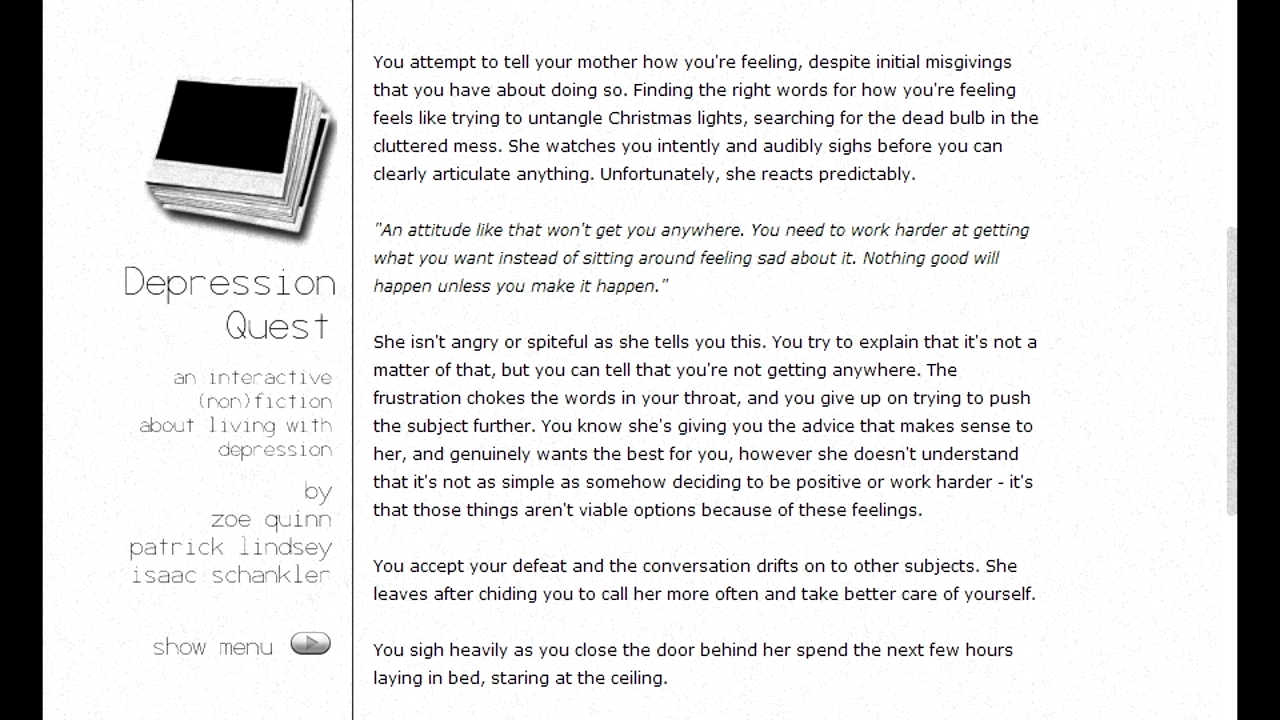 Depression
Quest
an interactive
(non)fiction
about living with
depression
by
zoe quinn
patrick lindsey
isaac schankler
show menu
You attempt to tell your mother how you're feeling, despite initial misgivings
that you have about doing so. Finding the right words for how you're feeling
feels like trying to untangle Christmas lights, searching for the dead bulb in the
cluttered mess. She watches you intently and audibly sighs before you can
clearly articulate anything. Unfortunately, she reacts predictably.
"An attitude like that won't get you anywhere. You need to work harder at getting
what you want instead of sitting around feeling sad about it. Nothing good will
happen unless you make it happen."
She isn't angry or spiteful as she tells you this. You try to explain that it's not a
matter of that, but you can tell that you're not getting anywhere. The
frustration chokes the words in your throat, and you give up on trying to push
the subject further. You know she's giving you the advice that makes sense to
her, and genuinely wants the best for you, however she doesn't understand
that it's not as simple as somehow deciding to be positive or work harder - it's
that those things aren't viable options because of these feelings.
You accept your defeat and the conversation drifts on to other subjects. She
leaves after chiding you to call her more often and take better care of yourself.
You sigh heavily as you close the door behind her spend the next few hours
laying in bed, staring at the ceiling.